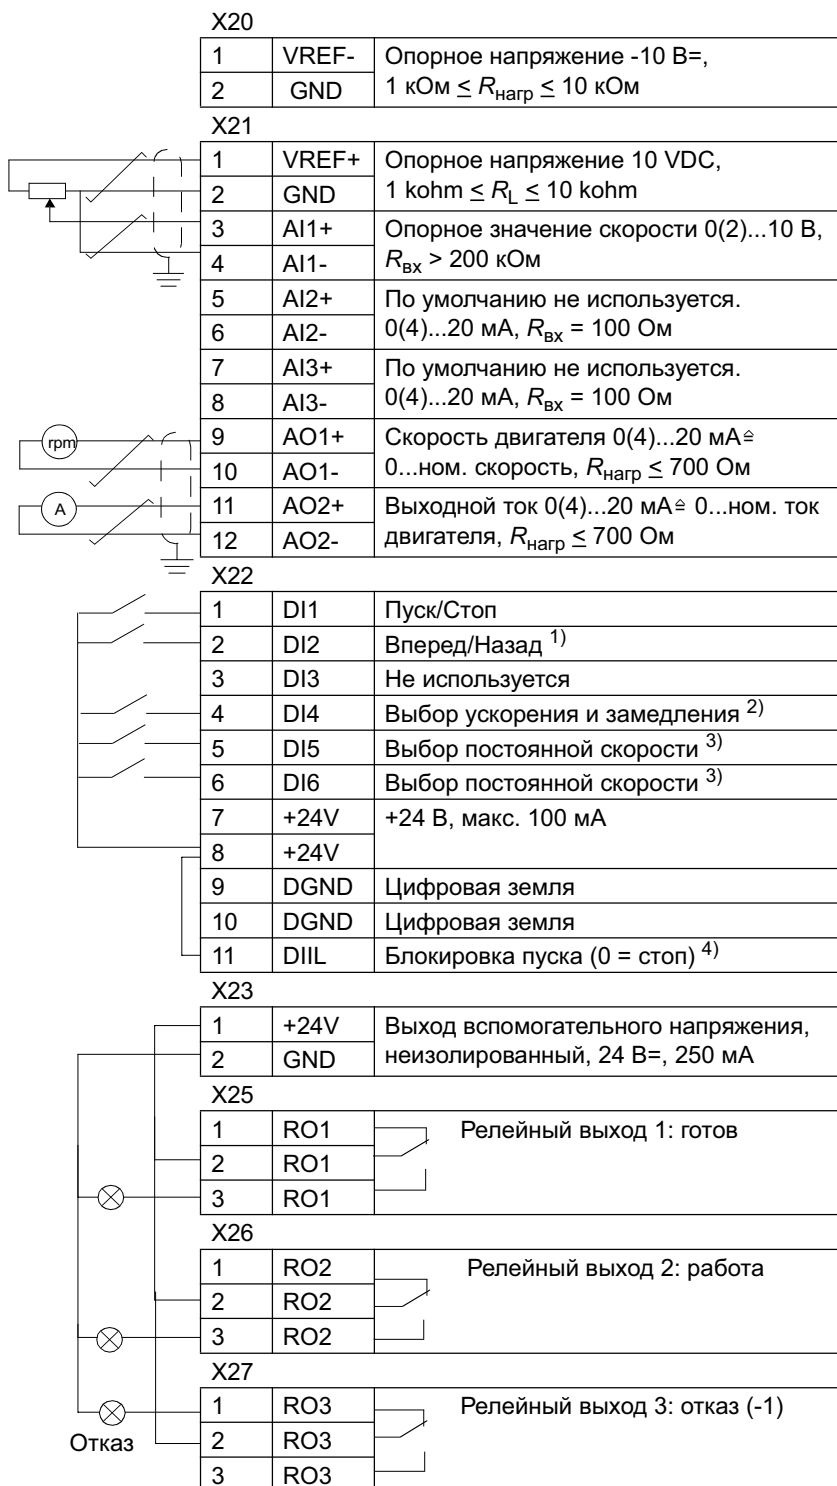 X20
1 VREF- Опорное напряжение -10 В=,
2 GND 1 кОм ≤ Rнагр ≤ 10 кОм
X21
1 VREF+ Опорное напряжение 10 VDC,
2 GND 1 kohm ≤ RL ≤ 10 kohm
3 AI1+ Опорное значение скорости 0(2)...10 В,
4 AI1- Rвх > 200 кОм
5 AI2+ По умолчанию не используется.
6 AI2- 0(4)...20 мА, Rвх = 100 Ом
7 AI3+ По умолчанию не используется.
8 AI3- 0(4)...20 мА, Rвх = 100 Ом
rpm 9 AO1+ Скорость двигателя 0(4)...20 мА≙
10 AO1- 0...ном. скорость, Rнагр ≤ 700 Ом
A 11 AO2+ Выходной ток 0(4)...20 мА≙ 0...ном. ток
12 AO2- двигателя, Rнагр ≤ 700 Ом
X22
1 DI1 Пуск/Стоп
2 DI2 Вперед/Назад 1)
3 DI3 Не используется
4 DI4 Выбор ускорения и замедления 2)
5 DI5 Выбор постоянной скорости 3)
6 DI6 Выбор постоянной скорости 3)
7 +24V +24 В, макс. 100 мА
8 +24V
9 DGND Цифровая земля
10 DGND Цифровая земля
11 DIIL Блокировка пуска (0 = стоп) 4)
X23
1 +24V Выход вспомогательного напряжения,
2 GND неизолированный, 24 В=, 250 мА
X25
1 RO1 Релейный выход 1: готов
2 RO1
3 RO1
X26
1 RO2 Релейный выход 2: работа
2 RO2
3 RO2
X27
1 RO3 Релейный выход 3: отказ (-1)
Отказ 2 RO3
3 RO3